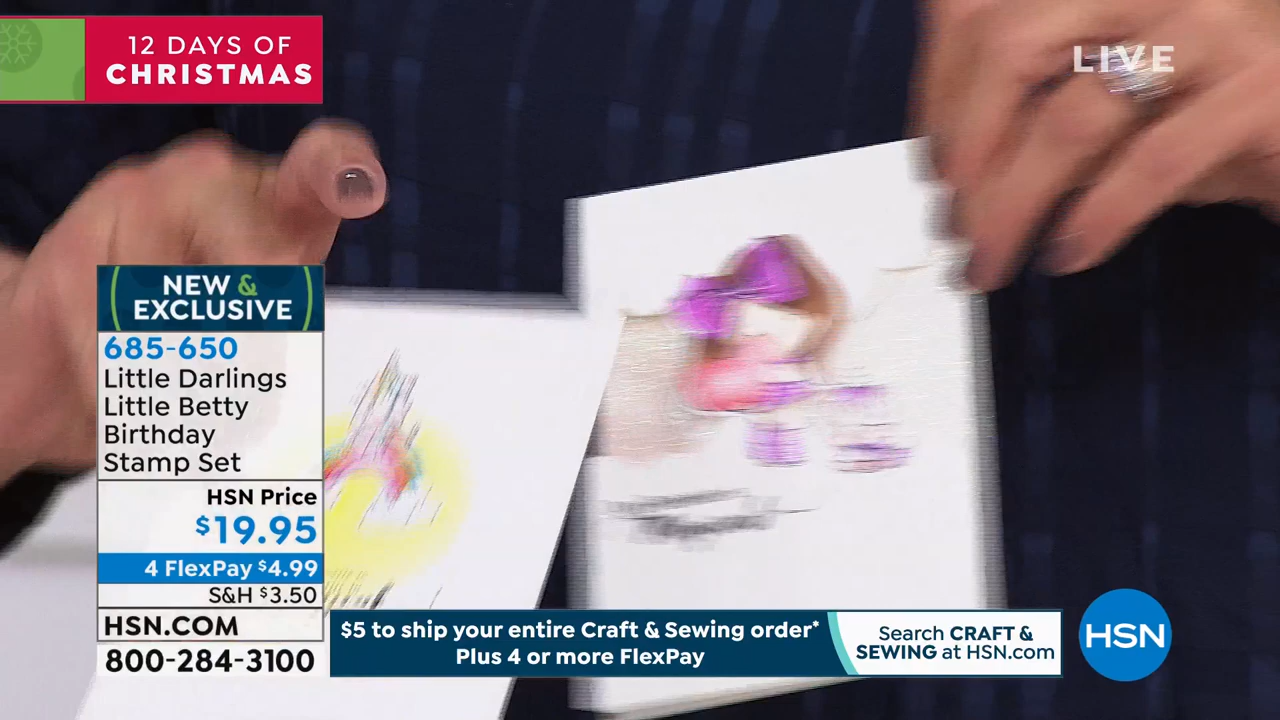 12 DAYS OF
CHRISTMAS
LIVE
NEW &
EXCLUSIVE
685-650
Little Darlings
Little Betty
Birthday
Stamp Set
HSN Price
$19.95
4 FlexPay $4.99
S&H $3.50
HSN.COM
800-284-3100
$5 to ship your entire Craft & Sewing order*
Plus 4 or more FlexPay
Search CRAFT &
SEWING at HSN.com
HSN